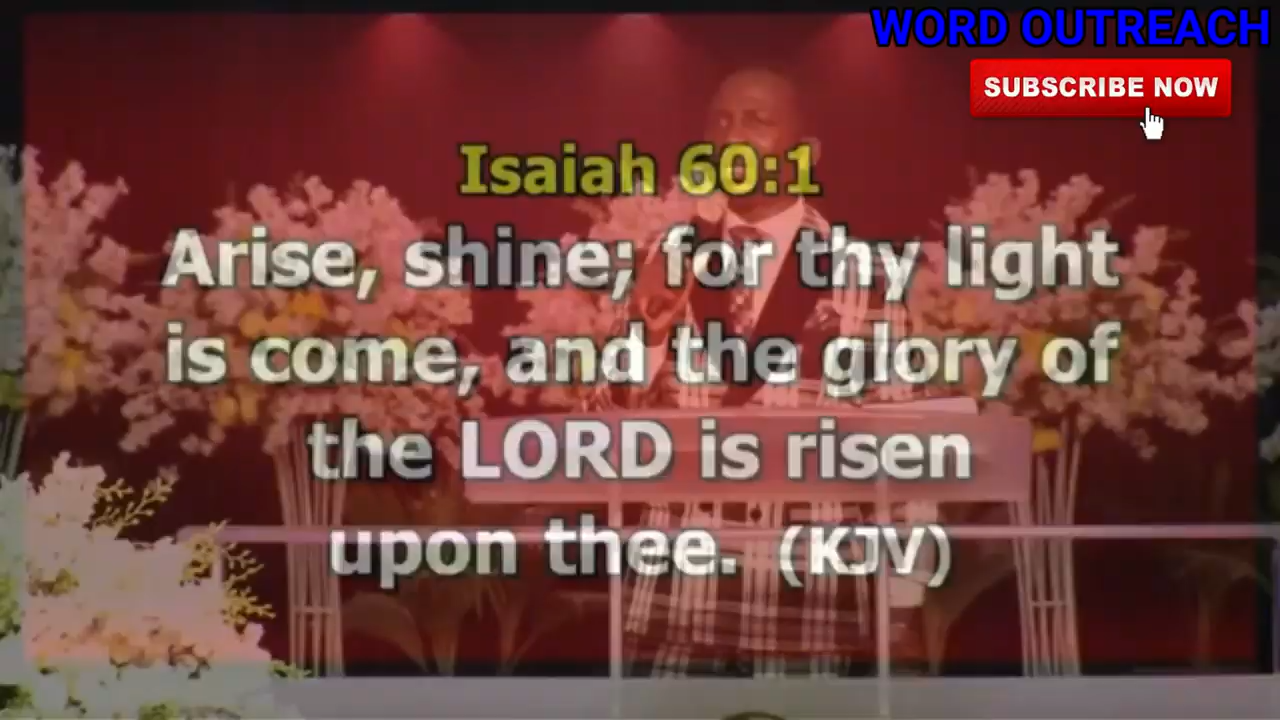 WORD OUTREACH
SUBSCRIBE NOW
Isaiah 60:1
Arise, shine; for thy light
is come, and the glory of
the LORD is risen
upon thee. (KJV)